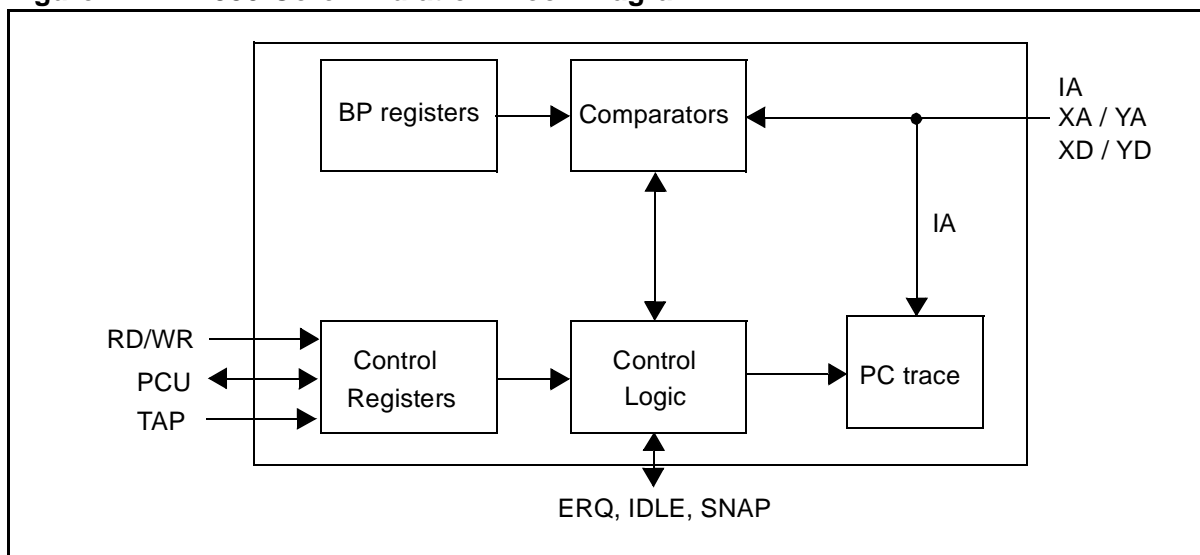 BP registers
Comparators
IA
XA / YA
XD / YD
IA
RD/WR
PCU
TAP
Control
Registers
Control
Logic
PC trace
ERQ, IDLE, SNAP